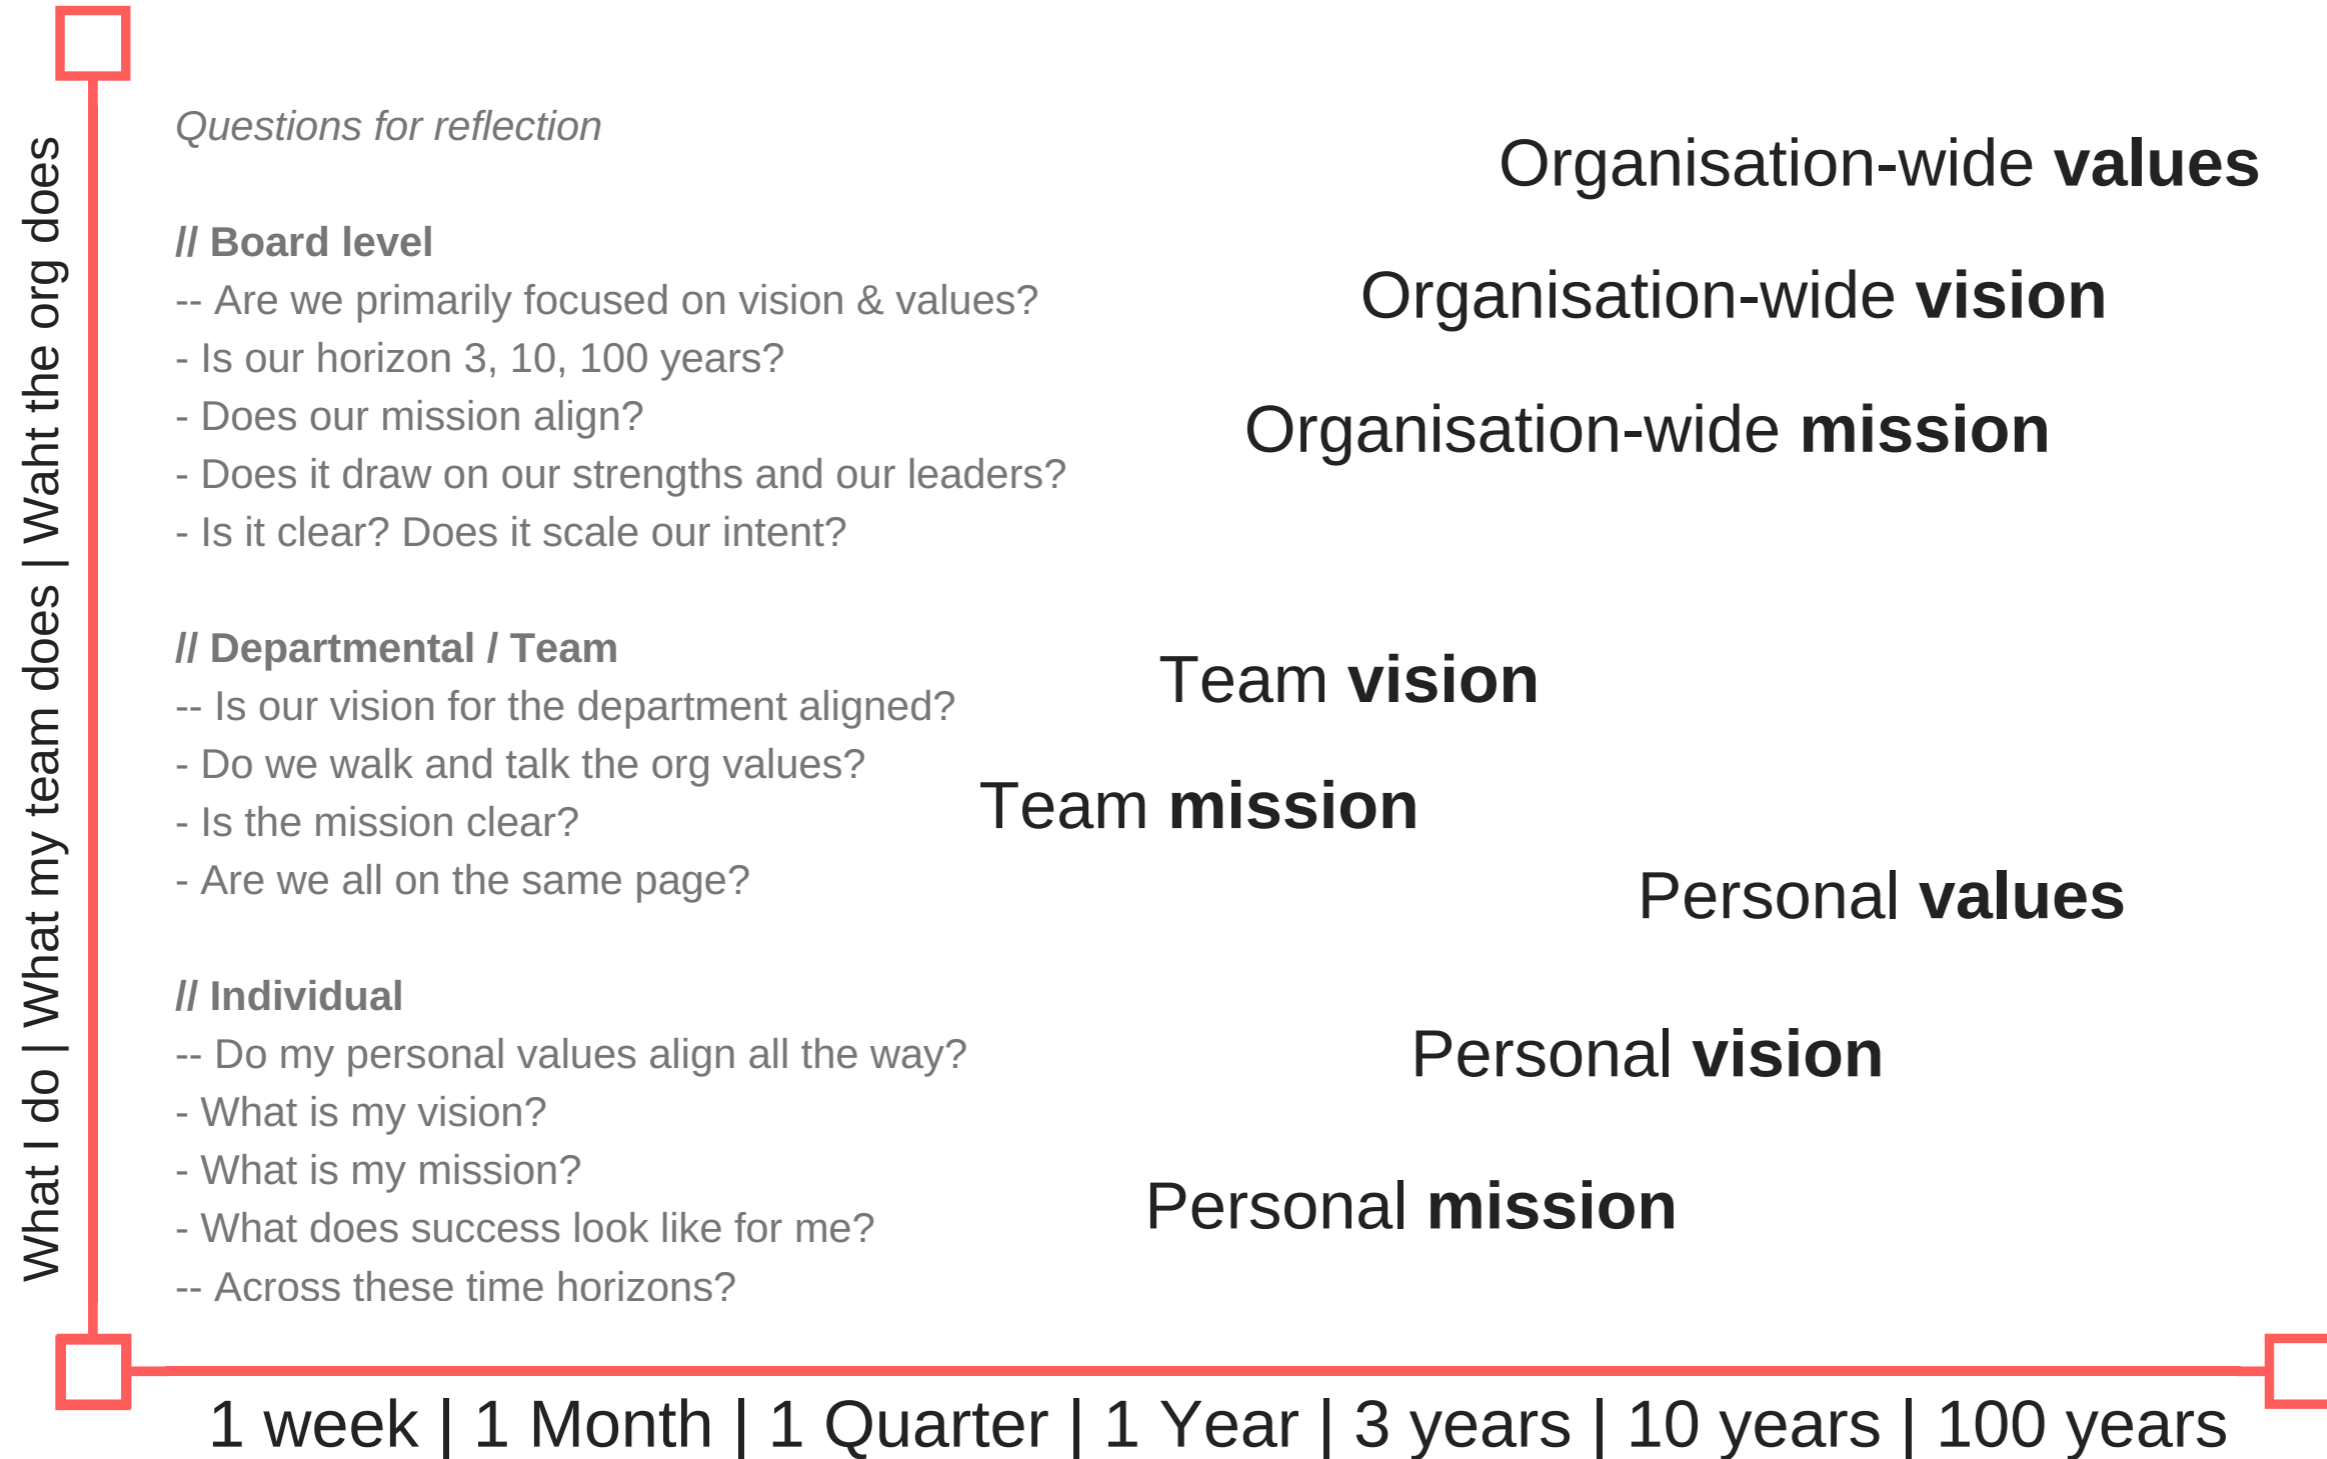 What I do | What my team does | Waht the org does
Questions for reflection
// Board level
-- Are we primarily focused on vision & values?
- Is our horizon 3, 10, 100 years?
- Does our mission align?
- Does it draw on our strengths and our leaders?
- Is it clear? Does it scale our intent?
// Departmental / Team
-- Is our vision for the department aligned?
- Do we walk and talk the org values?
- Is the mission clear?
- Are we all on the same page?
// Individual
-- Do my personal values align all the way?
- What is my vision?
- What is my mission?
- What does success look like for me?
-- Across these time horizons?
Organisation-wide values
Organisation-wide vision
Organisation-wide mission
Team vision
Team mission
Personal values
Personal vision
Personal mission
1 week | 1 Month | 1 Quarter | 1 Year | 3 years | 10 years | 100 years